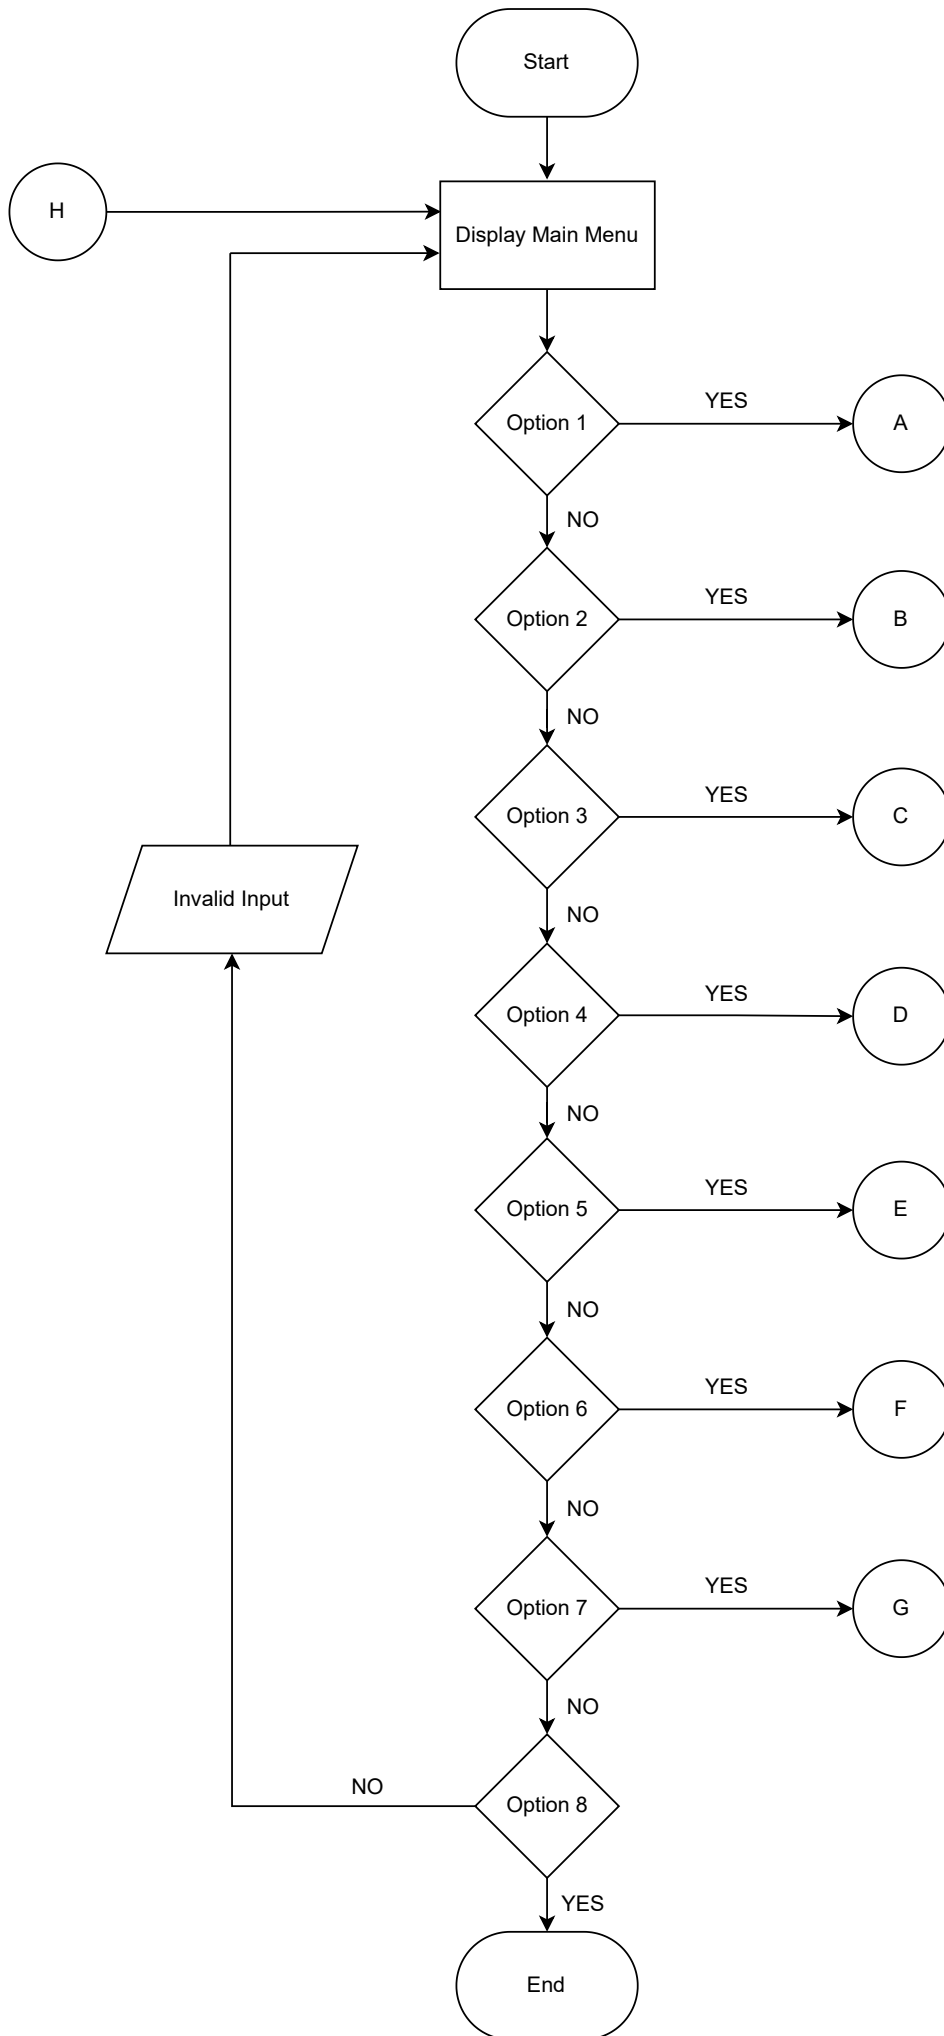 Start
H
Display Main Menu
YES
Option 1
A
NO
YES
Option 2
B
NO
YES
Option 3
C
Invalid Input
NO
YES
Option 4
D
NO
YES
Option 5
E
NO
YES
Option 6
F
NO
YES
Option 7
G
NO
NO
Option 8
YES
End